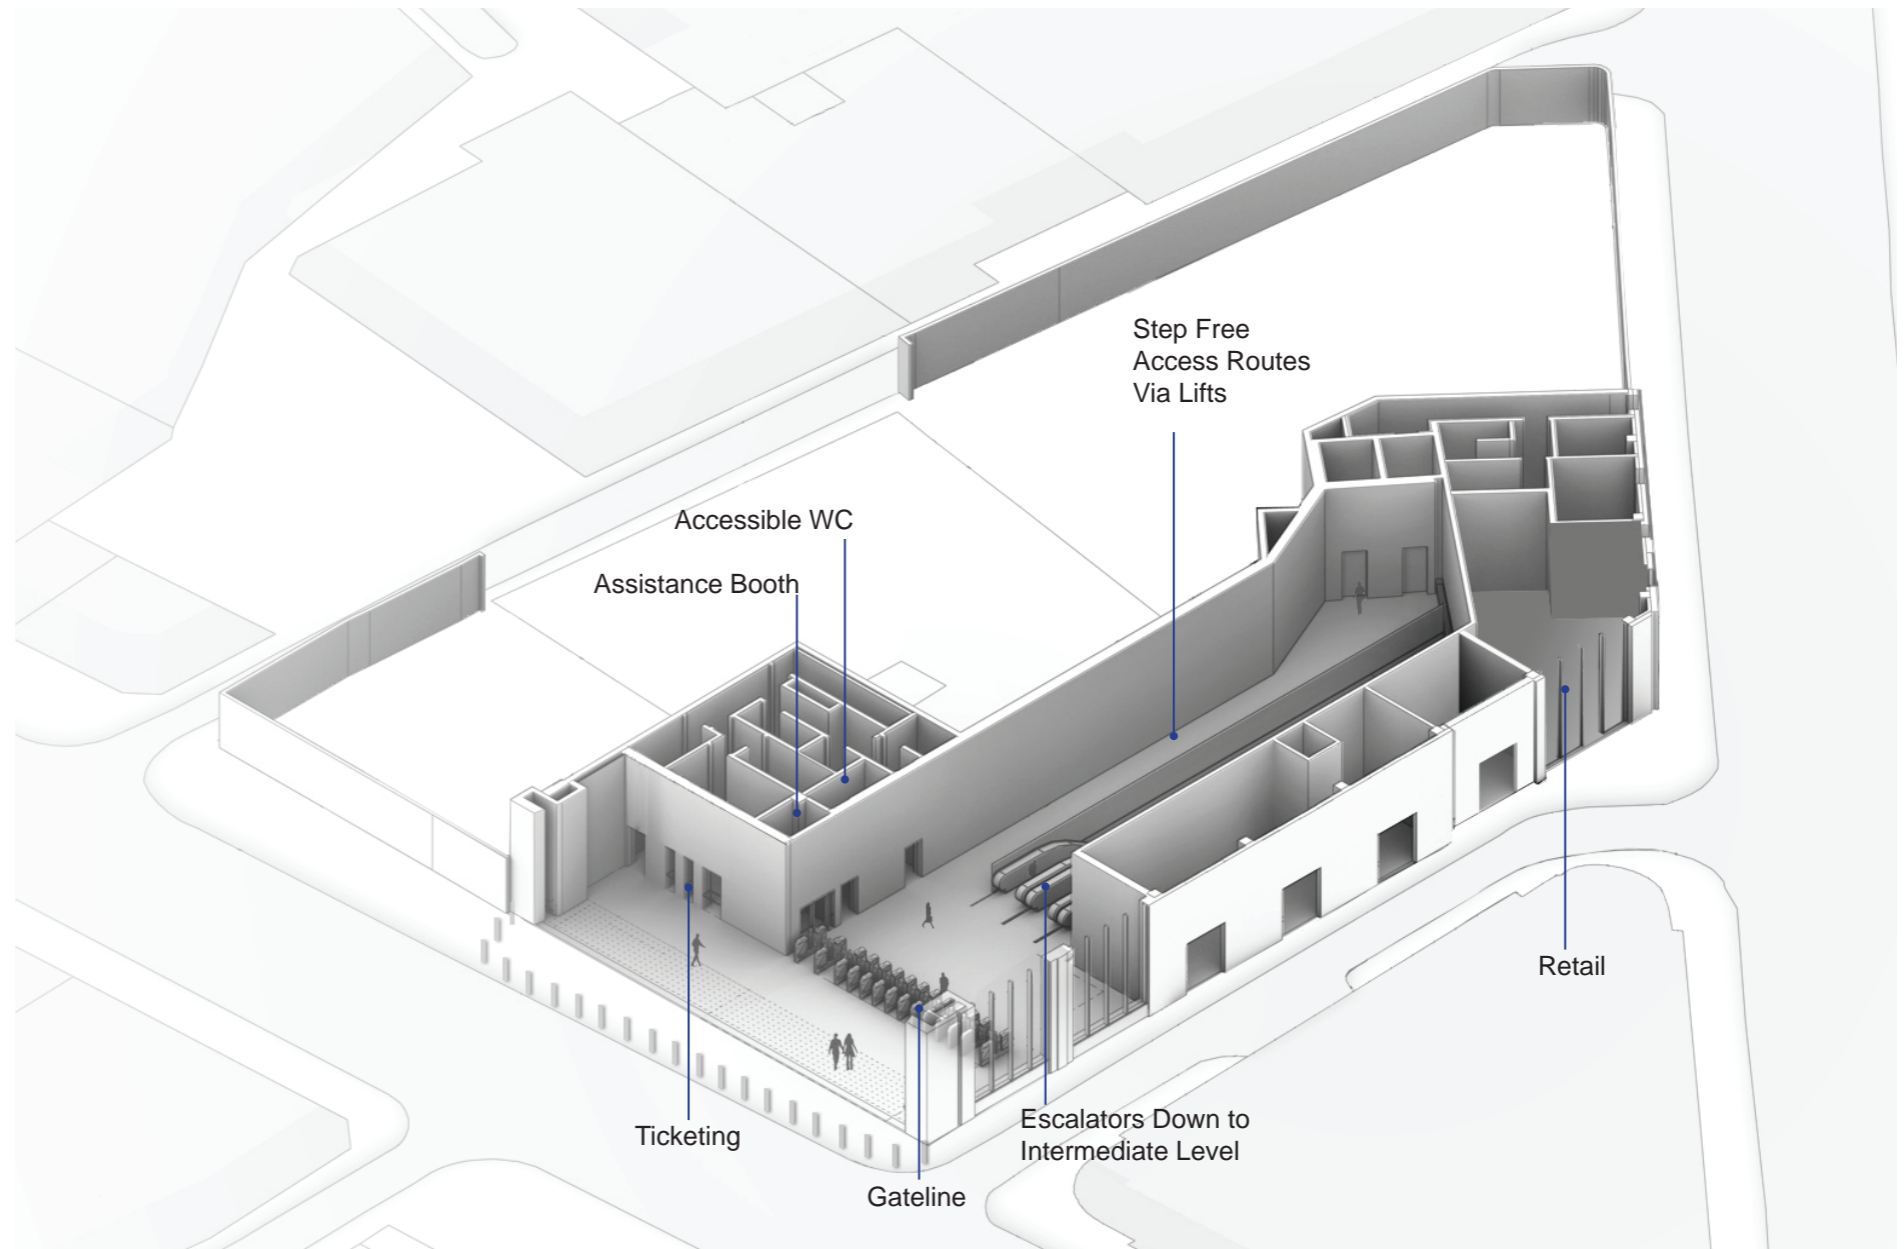 Step Free
Access Routes
Via Lifts
Accessible WC
Assistance Booth
Retail
Escalators Down to
Intermediate Level
Ticketing
Gateline